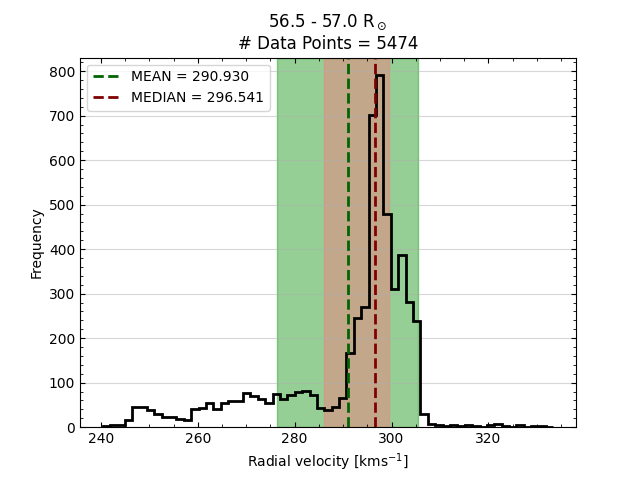 56.5 - 57.0 R⊙
# Data Points = 5474
MEAN = 290.930
MEDIAN = 296.541
800
700
600
500
400
300
200
100
0
Frequency
240
260
280
300
320
Radial velocity [kms⁻¹]